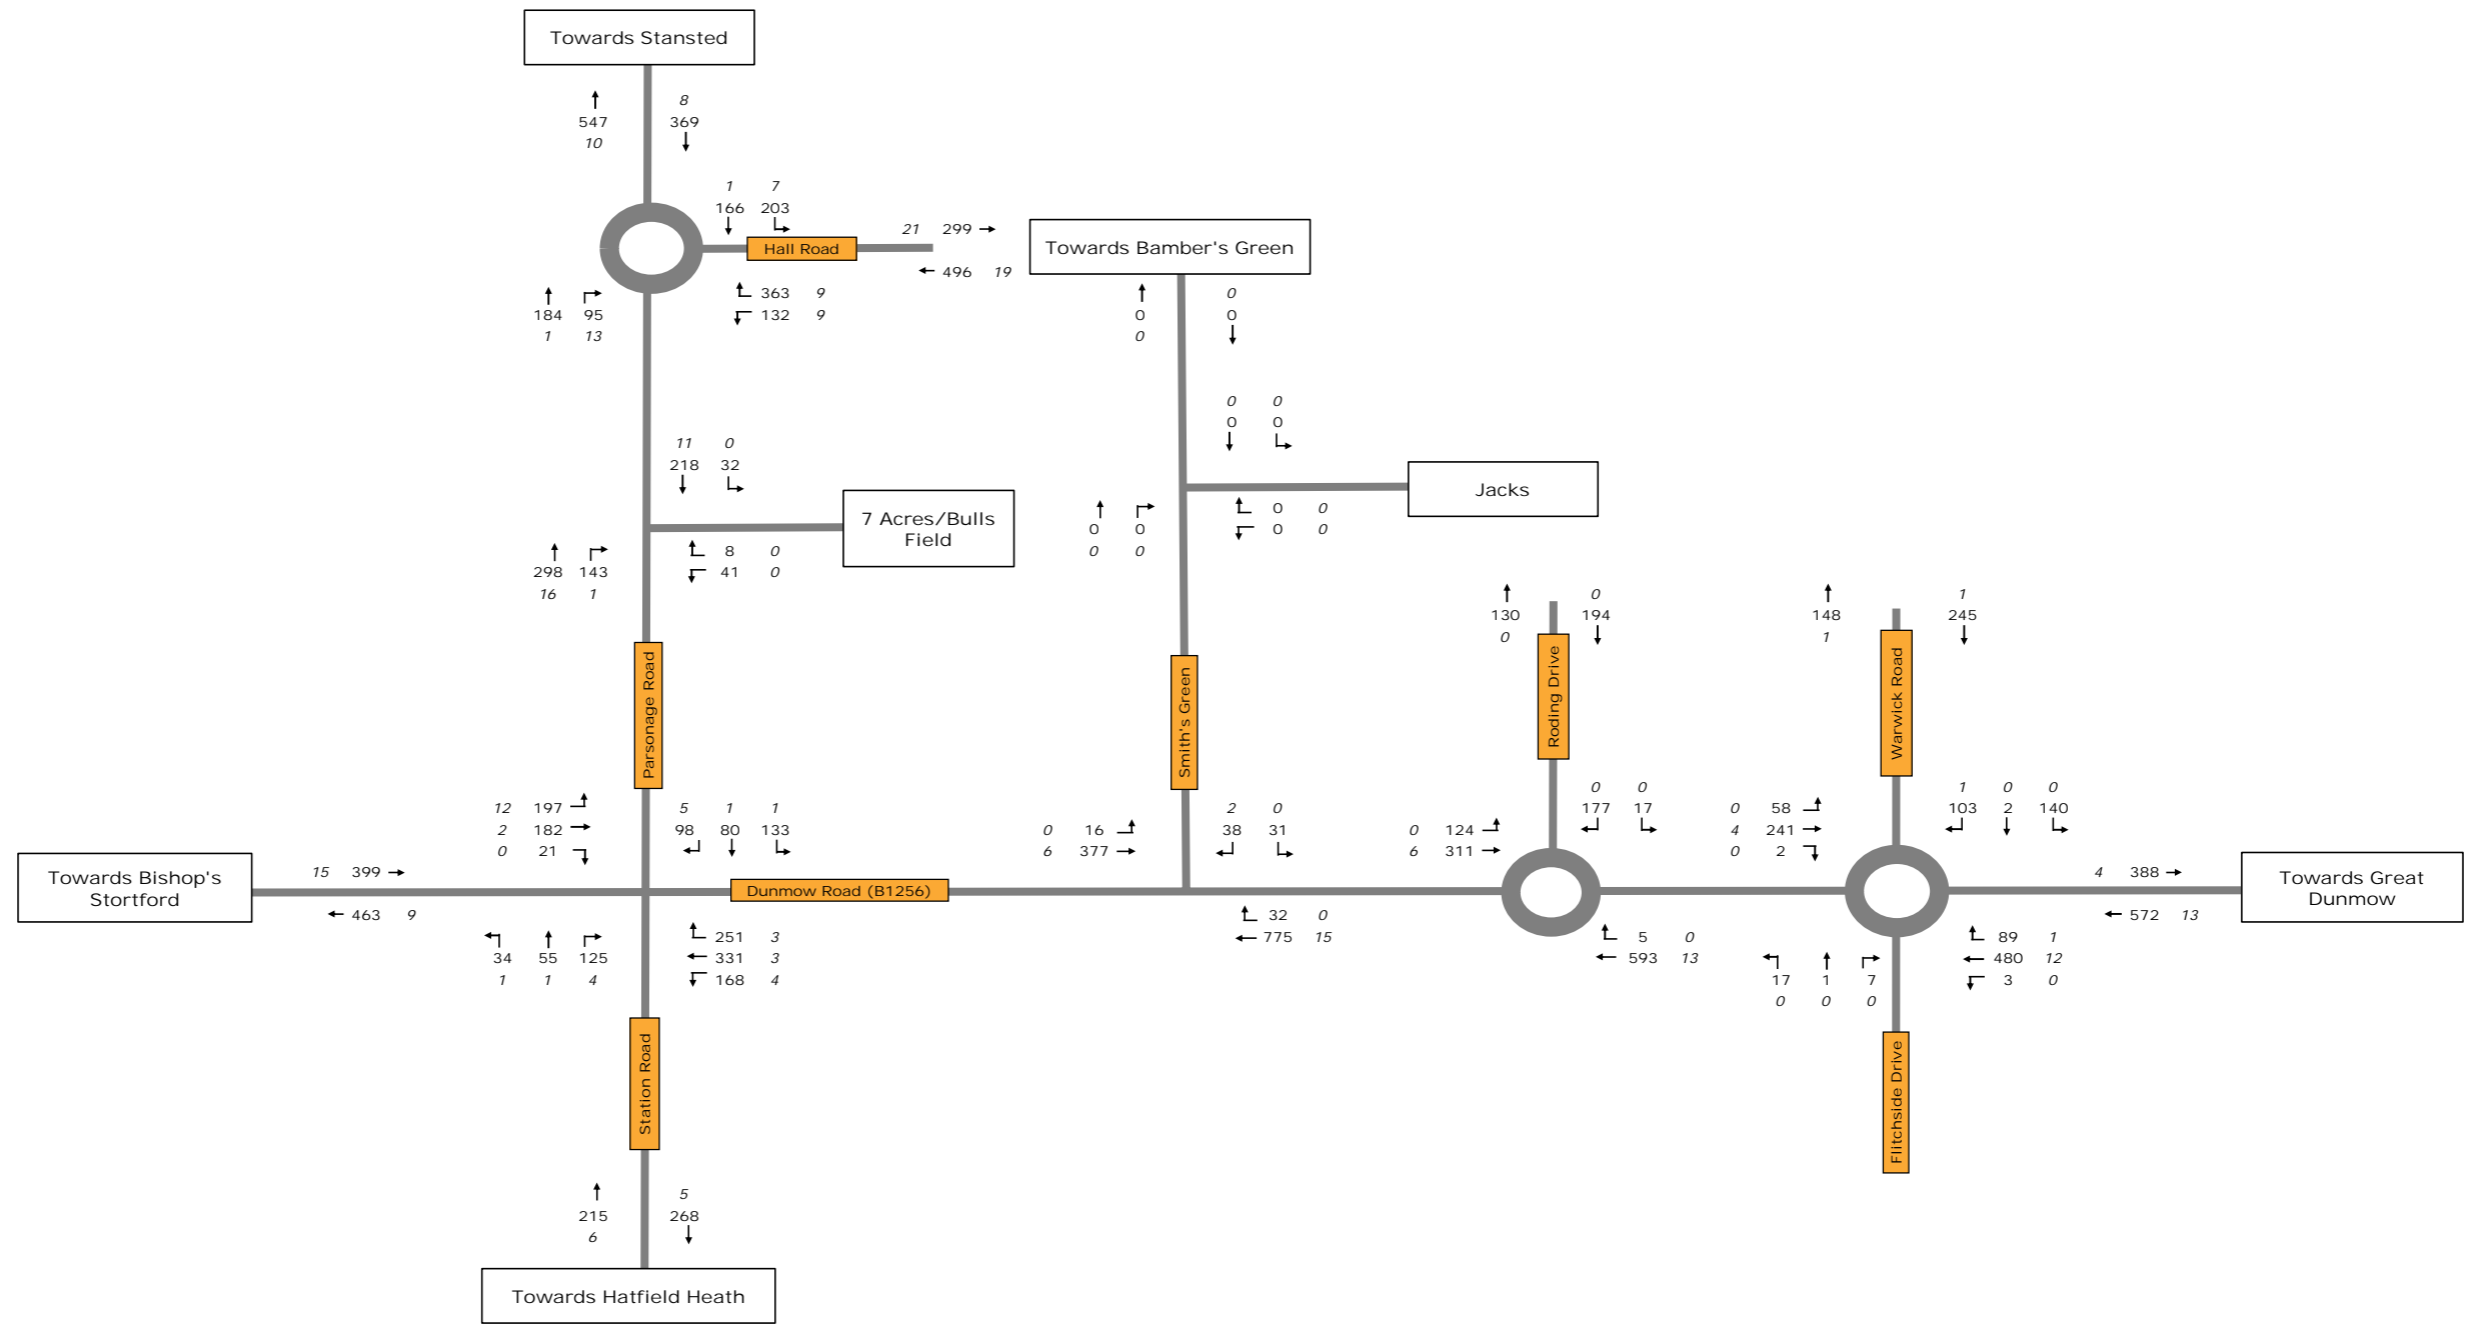 Towards Stansted
8
547 369
10
1 7
166 203
21 299
Hall Road
Towards Bamber's Green
496 19
363 9
184 95
132 9
1 13
0
0 0
0
0 0
0 0
11 0
218 32
Jacks
7 Acres/Bulls
Field
0 0
0 0
0 0
0 0
8 0
298 143
41 0
16 1
0
130 194
0
1
148 245
1
Parsonage Road
Smith's Green
Roding Drive
Warwick Road
12 197
2 182
0 21
5 1 1
98 80 133
0 16
6 377
2 0
38 31
0 124
6 311
0 0
177 17
0 58
4 241
0 2
1 0 0
103 2 140
Towards Bishop's
Stortford
15 399
463 9
Dunmow Road (B1256)
4 388
572 13
Towards Great
Dunmow
34 55 125
1 1 4
251 3
331 3
168 4
32 0
775 15
5 0
593 13
17 1 7
0 0 0
89 1
480 12
3 0
Station Road
Flitchside Drive
5
215 268
6
Towards Hatfield Heath